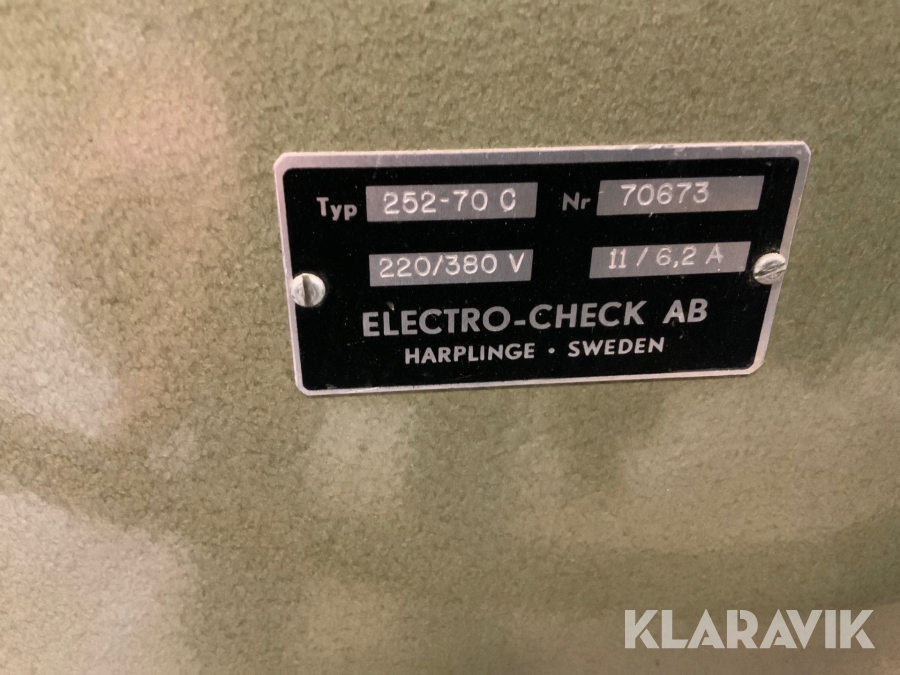 Typ 252-70 C Nr 70673
220/380 V 11/6,2 A
ELECTRO-CHECK AB
HARPLINGE · SWEDEN
KLARAVIK